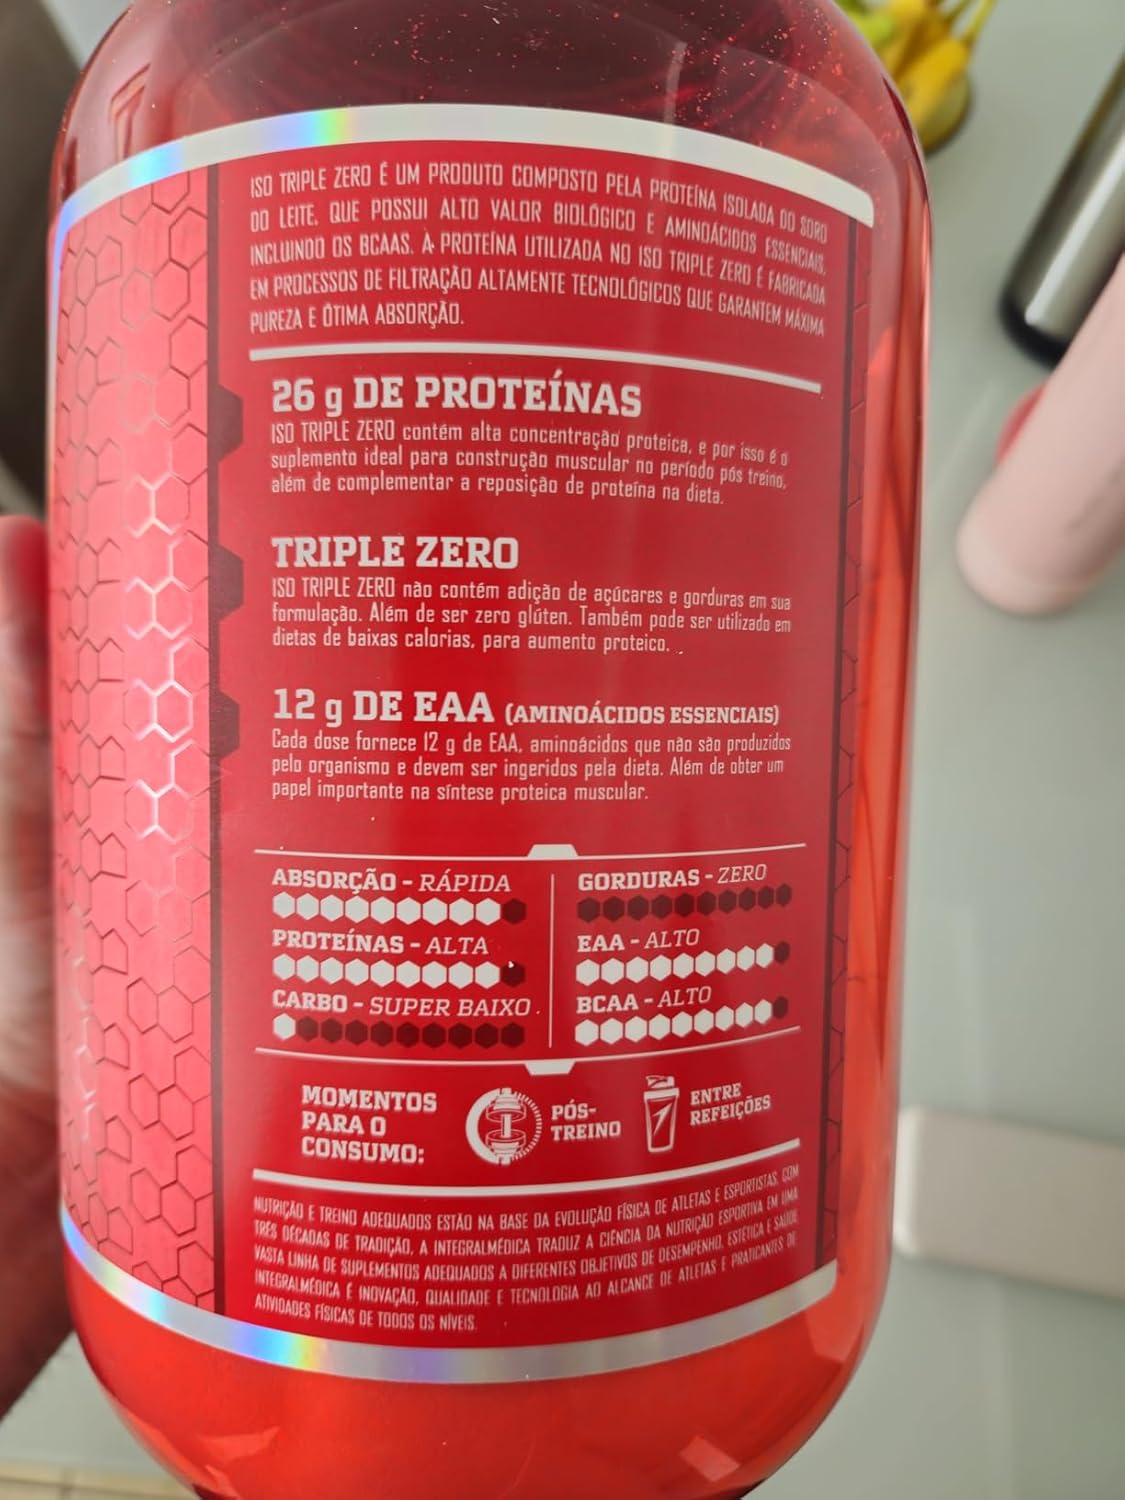 ISO TRIPLE ZERO É UM PRODUTO COMPOSTO PELA PROTEÍNA ISOLADA DO SORO
DO LEITE, QUE POSSUI ALTO VALOR BIOLÓGICO E AMINOÁCIDOS ESSENCIAIS,
INCLUINDO OS BCAAS. A PROTEÍNA UTILIZADA NO ISO TRIPLE ZERO É FABRICADA
EM PROCESSOS DE FILTRAÇÃO ALTAMENTE TECNOLÓGICOS QUE GARANTEM MÁXIMA
PUREZA E ÓTIMA ABSORÇÃO.
26 g DE PROTEÍNAS
ISO TRIPLE ZERO contém alta concentração proteica, e por isso é o
suplemento ideal para construção muscular no período pós treino,
além de complementar a reposição de proteína na dieta.
TRIPLE ZERO
ISO TRIPLE ZERO não contém adição de açúcares e gorduras em sua
formulação. Além de ser zero glúten. Também pode ser utilizado em
dietas de baixas calorias, para aumento proteico.
12 g DE EAA (AMINOÁCIDOS ESSENCIAIS)
Cada dose fornece 12 g de EAA, aminoácidos que não são produzidos
pelo organismo e devem ser ingeridos pela dieta. Além de obter um
papel importante na síntese proteica muscular.
ABSORÇÃO - RÁPIDA
PROTEÍNAS - ALTA
CARBO - SUPER BAIXO
GORDURAS - ZERO
EAA - ALTO
BCAA - ALTO
MOMENTOS
PARA O
CONSUMO:
PÓS-
TREINO
ENTRE
REFEIÇÕES
NUTRIÇÃO E TREINO ADEQUADOS ESTÃO NA BASE DA EVOLUÇÃO FÍSICA DE ATLETAS E ESPORTISTAS. COM
TRÊS DÉCADAS DE TRADIÇÃO, A INTEGRALMÉDICA TRADUZ A CIÊNCIA DA NUTRIÇÃO ESPORTIVA EM UMA
VASTA LINHA DE SUPLEMENTOS ADEQUADOS A DIFERENTES OBJETIVOS DE DESEMPENHO, ESTÉTICA E SAÚDE
INTEGRALMÉDICA É INOVAÇÃO, QUALIDADE E TECNOLOGIA AO ALCANCE DE ATLETAS E PRATICANTES DE
ATIVIDADES FÍSICAS DE TODOS OS NÍVEIS.